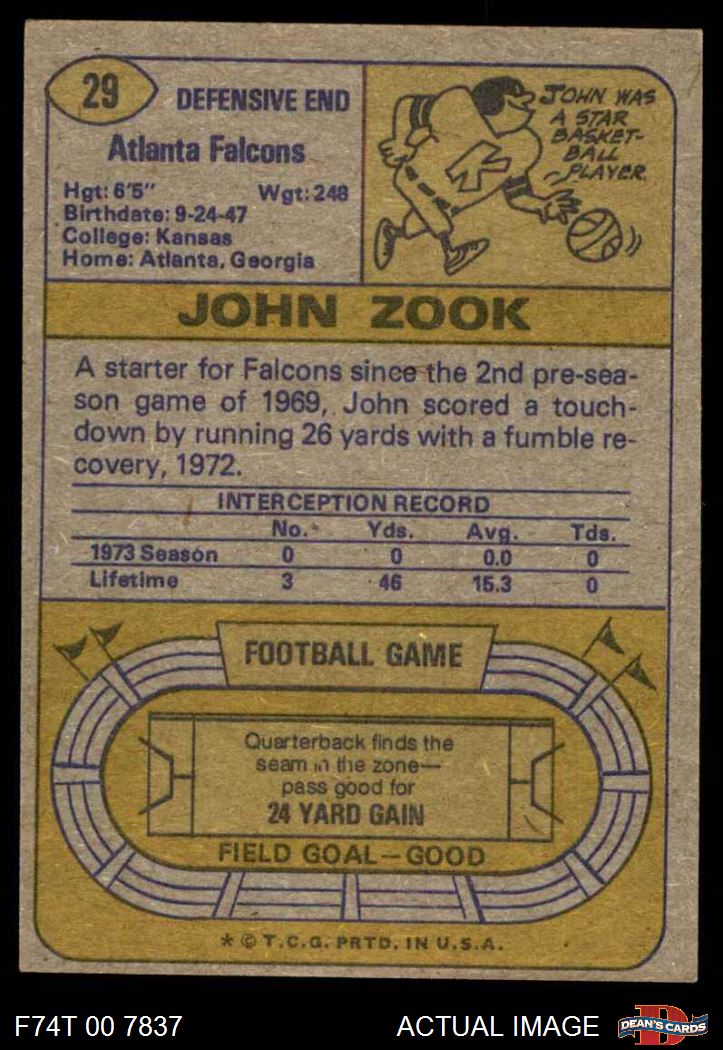 29
DEFENSIVE END
Atlanta Falcons
Hgt: 6'5" Wgt: 248
Birthdate: 9-24-47
College: Kansas
Home: Atlanta, Georgia
JOHN WAS
A STAR
BASKET-
BALL
PLAYER.
JOHN ZOOK
A starter for Falcons since the 2nd pre-sea-
son game of 1969, John scored a touch-
down by running 26 yards with a fumble re-
covery, 1972.
INTERCEPTION RECORD
No. Yds. Avg. Tds.
1973 Season 0 0 0.0 0
Lifetime 3 46 15.3 0
FOOTBALL GAME
Quarterback finds the
seam in the zone—
pass good for
24 YARD GAIN
FIELD GOAL—GOOD
* © T.C.G. PRTD. IN U.S.A.
F74T 00 7837 ACTUAL IMAGE
D
DEAN'S CARDS